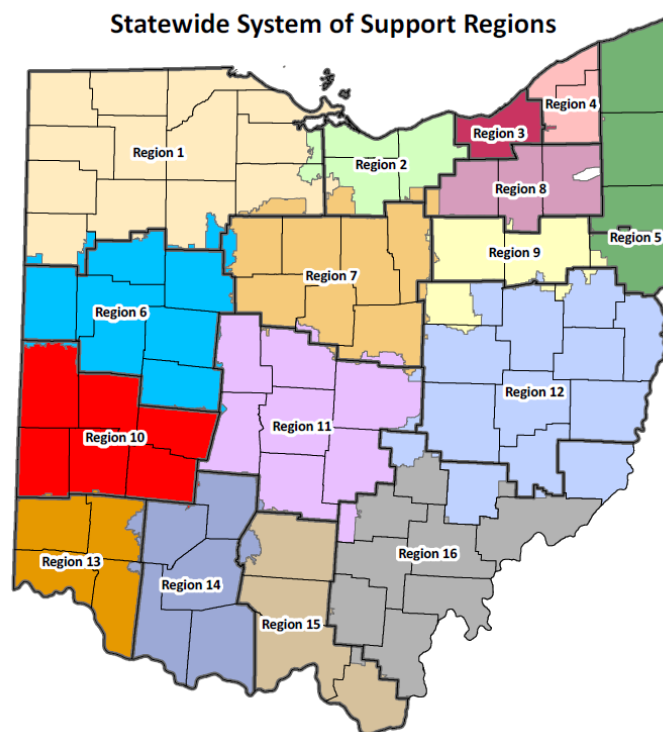 Statewide System of Support Regions
Region 4
Region 3
Region 1
Region 2
Region 8
Region 5
Region 9
Region 7
Region 6
Region 12
Region 11
Region 10
Region 16
Region 13
Region 14
Region 15